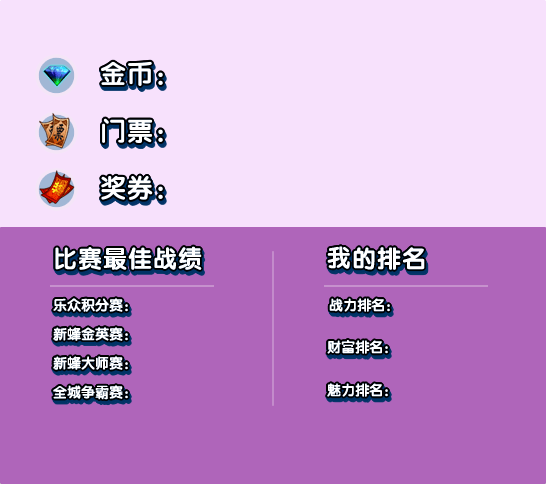 金币：
门票：
奖券：
比赛最佳战绩
乐众积分赛：
新蜂金英赛：
新蜂大师赛：
全城争霸赛：
我的排名
战力排名：
财富排名：
魅力排名：